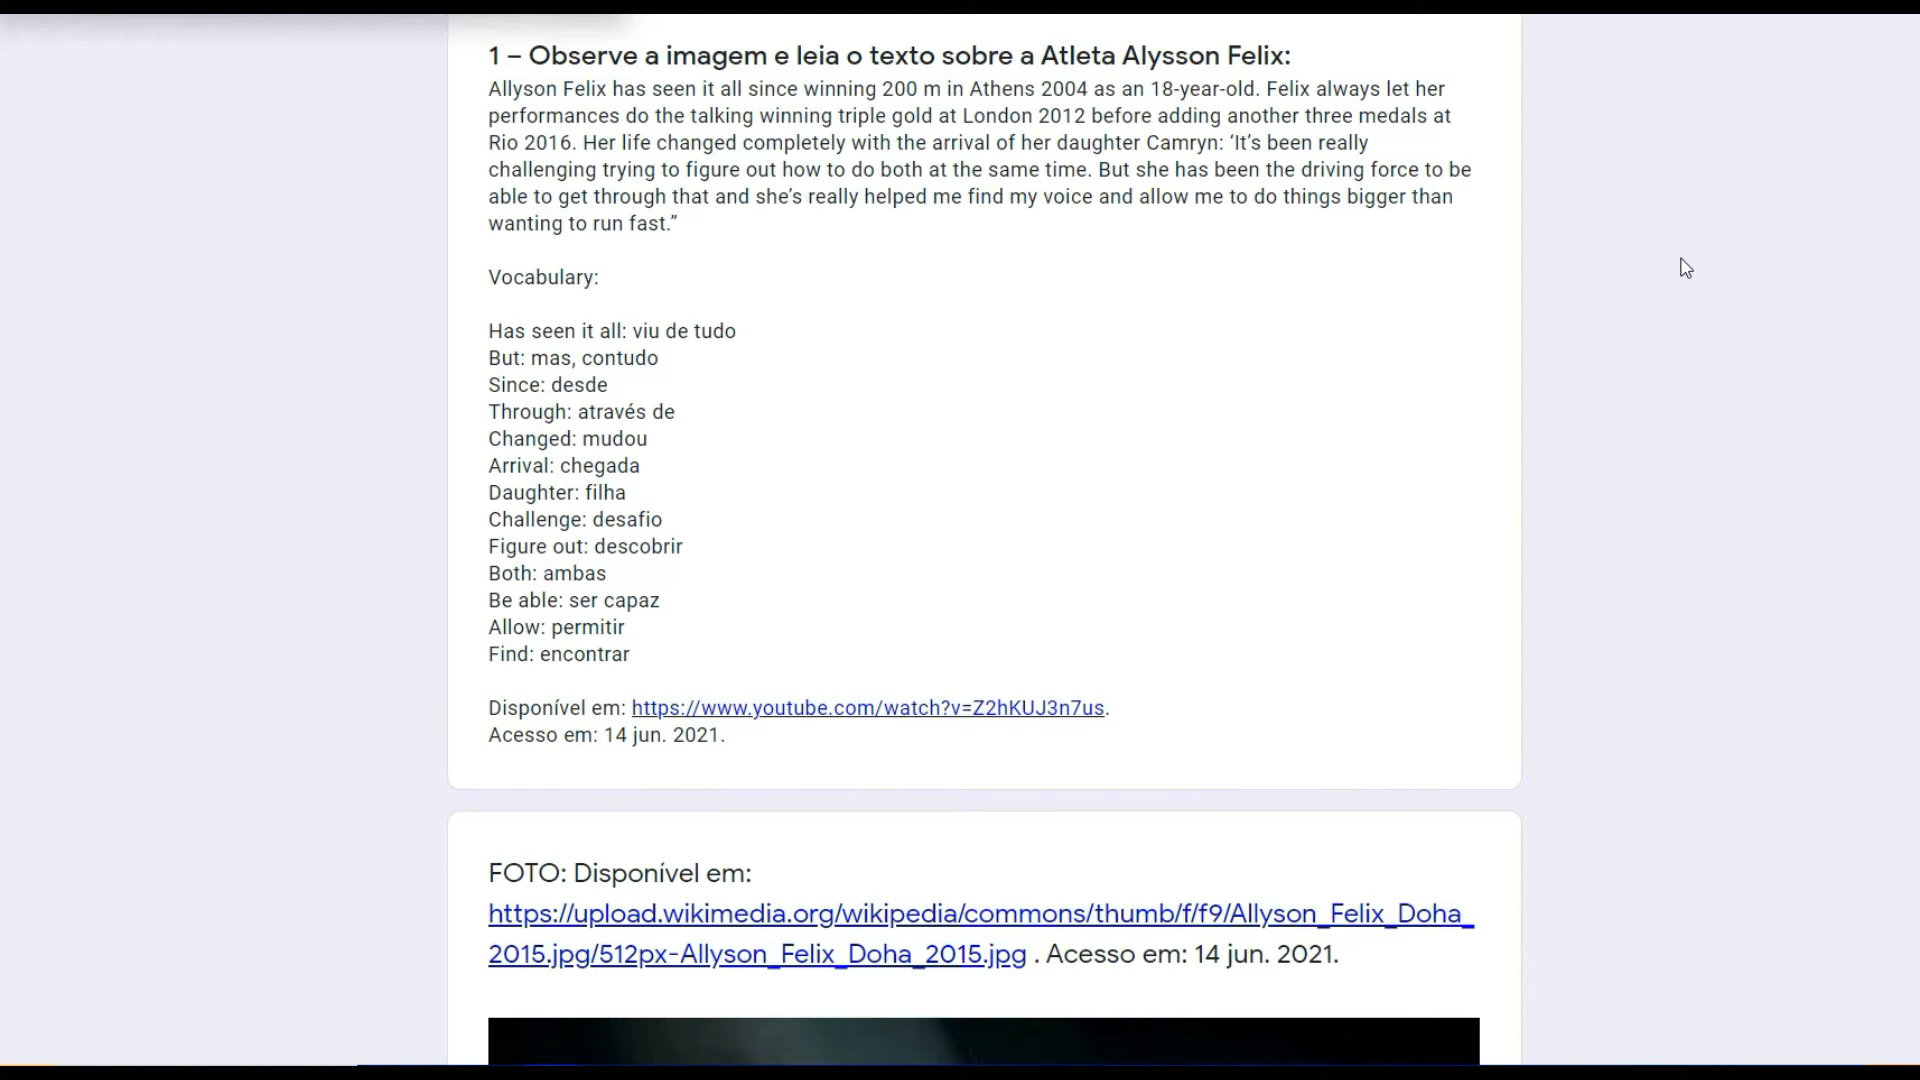 1 – Observe a imagem e leia o texto sobre a Atleta Alysson Felix:
Allyson Felix has seen it all since winning 200 m in Athens 2004 as an 18-year-old. Felix always let her
performances do the talking winning triple gold at London 2012 before adding another three medals at
Rio 2016. Her life changed completely with the arrival of her daughter Camryn: ‘It’s been really
challenging trying to figure out how to do both at the same time. But she has been the driving force to be
able to get through that and she’s really helped me find my voice and allow me to do things bigger than
wanting to run fast.”
Vocabulary:
Has seen it all: viu de tudo
But: mas, contudo
Since: desde
Through: através de
Changed: mudou
Arrival: chegada
Daughter: filha
Challenge: desafio
Figure out: descobrir
Both: ambas
Be able: ser capaz
Allow: permitir
Find: encontrar
Disponível em: https://www.youtube.com/watch?v=Z2hKUJ3n7us.
Acesso em: 14 jun. 2021.
FOTO: Disponível em:
https://upload.wikimedia.org/wikipedia/commons/thumb/f/f9/Allyson_Felix_Doha_
2015.jpg/512px-Allyson_Felix_Doha_2015.jpg . Acesso em: 14 jun. 2021.